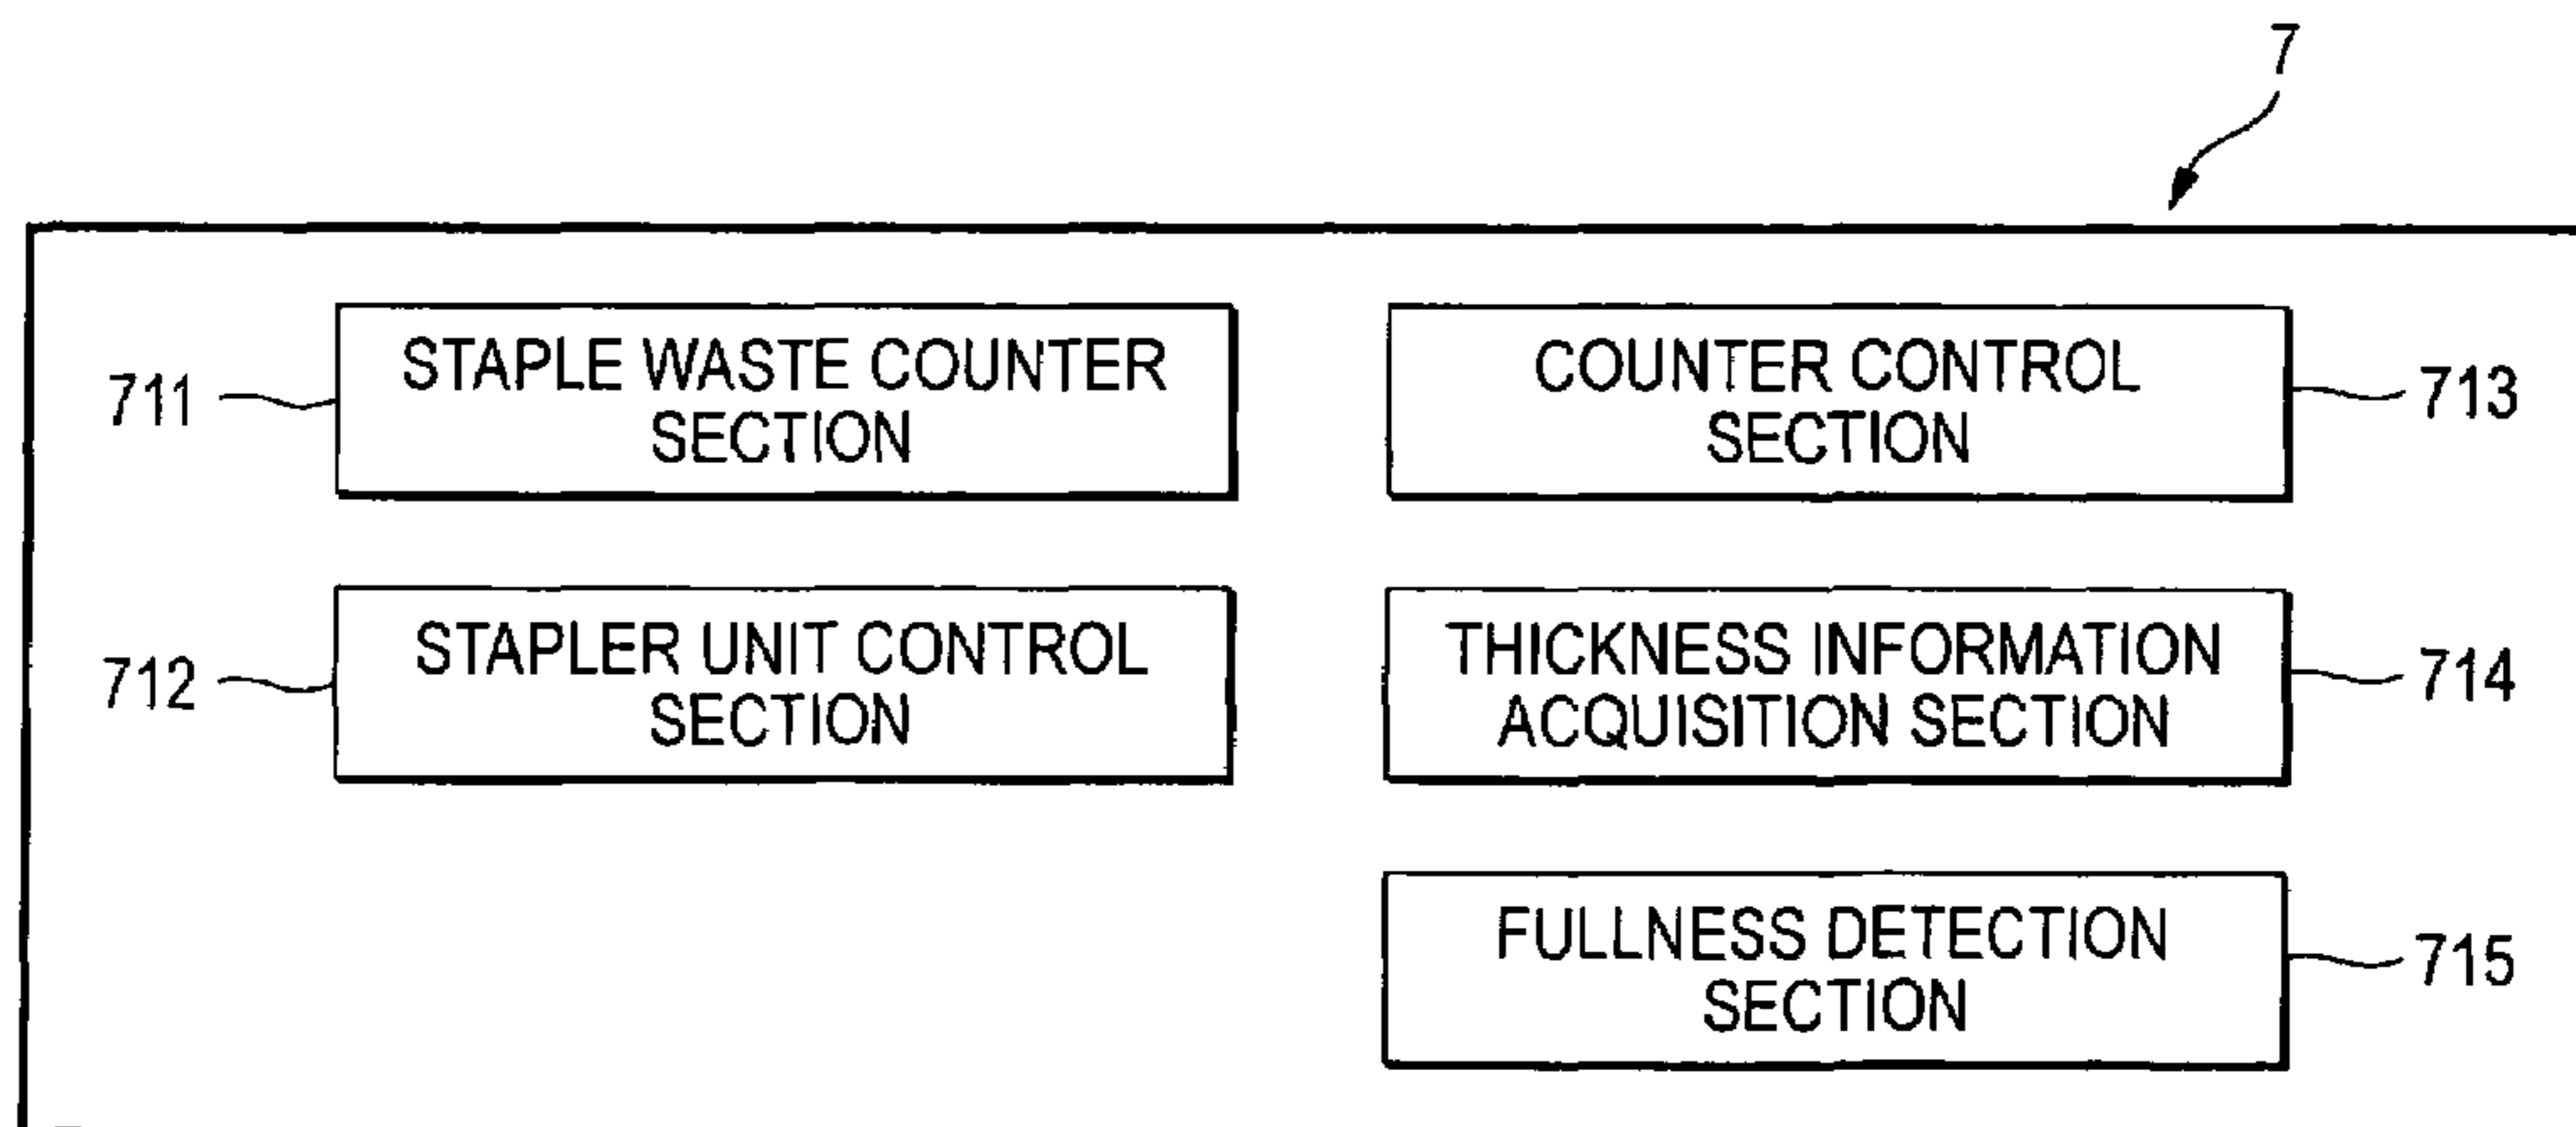 7
711
STAPLE WASTE COUNTER
SECTION
COUNTER CONTROL
SECTION
713
712
STAPLER UNIT CONTROL
SECTION
THICKNESS INFORMATION
ACQUISITION SECTION
714
FULLNESS DETECTION
SECTION
715